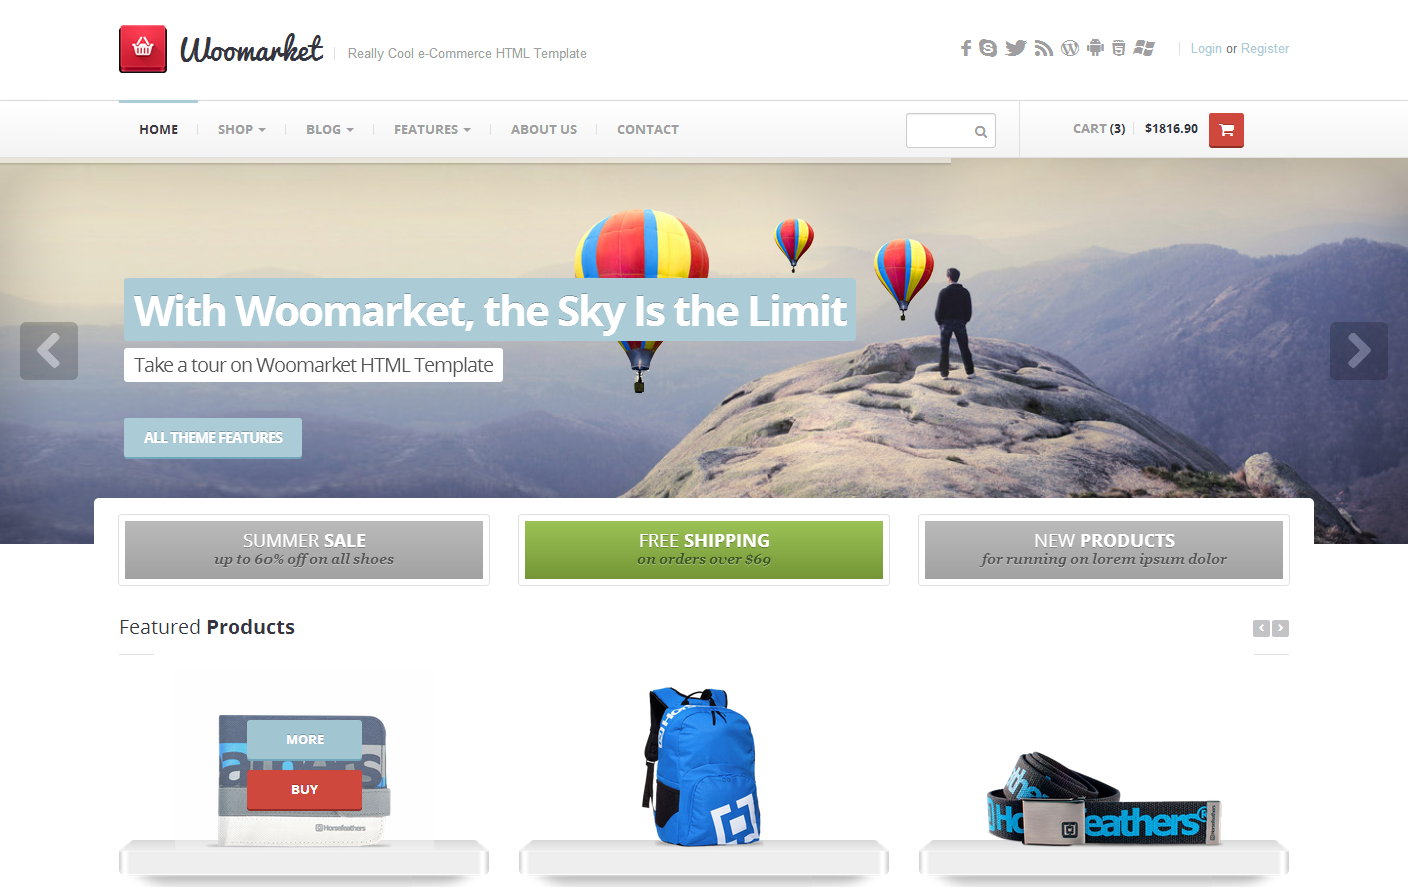 Woomarket
Really Cool e-Commerce HTML Template
Login or Register
HOME
SHOP
BLOG
FEATURES
ABOUT US
CONTACT
CART (3)
$1816.90
With Woomarket, the Sky Is the Limit
Take a tour on Woomarket HTML Template
ALL THEME FEATURES
SUMMER SALE
up to 60% off on all shoes
FREE SHIPPING
on orders over $69
NEW PRODUCTS
for running on lorem ipsum dolor
Featured Products
MORE
BUY
Horsefeathers
eathers